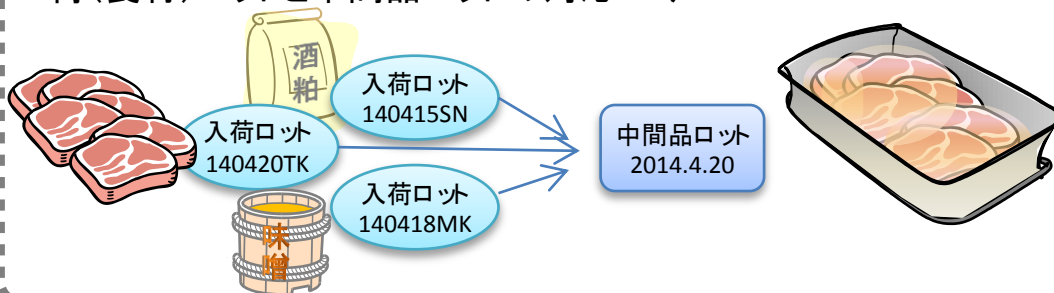 酒
粕
入荷ロット
140415SN
入荷ロット
140420TK
中間品ロット
2014.4.20
入荷ロット
140418MK
味
噌